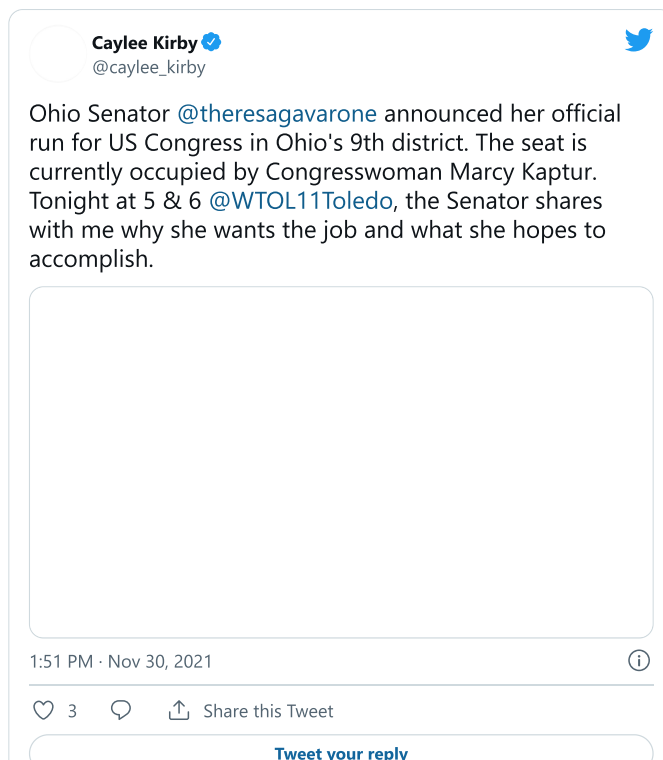 Caylee Kirby
@caylee_kirby
Ohio Senator @theresagavarone announced her official
run for US Congress in Ohio's 9th district. The seat is
currently occupied by Congresswoman Marcy Kaptur.
Tonight at 5 & 6 @WTOL11Toledo, the Senator shares
with me why she wants the job and what she hopes to
accomplish.
1:51 PM · Nov 30, 2021
3 Share this Tweet
Tweet your reply